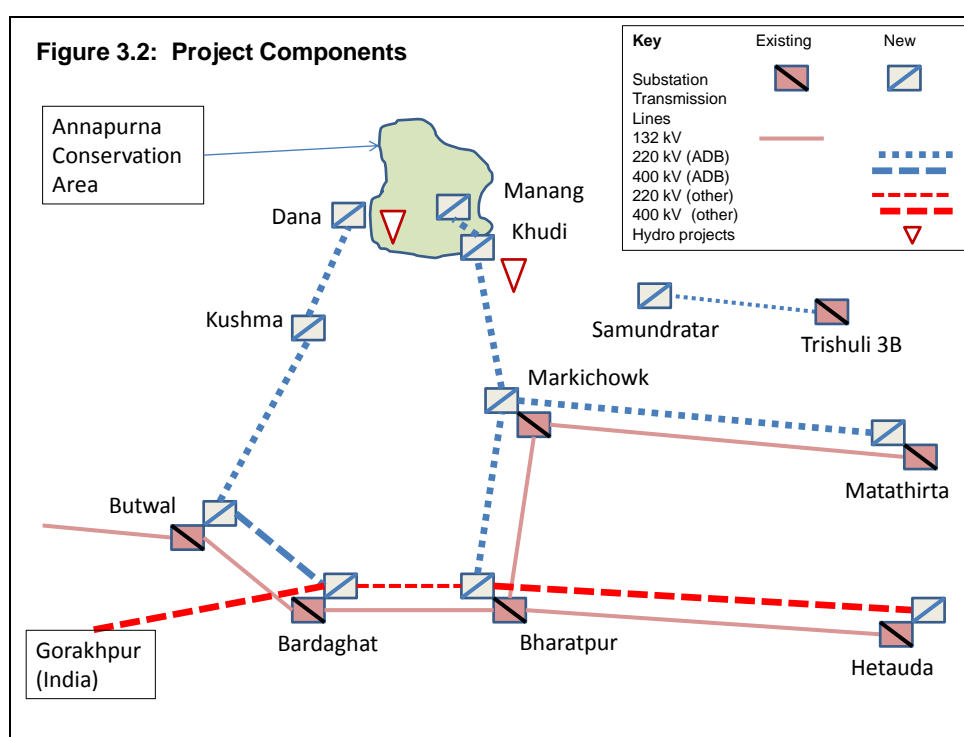 Figure 3.2: Project Components
Key Existing New
Substation
Transmission
Lines
132 kV
220 kV (ADB)
400 kV (ADB)
220 kV (other)
400 kV (other)
Hydro projects
Annapurna
Conservation
Area
Manang
Dana
Khudi
Kushma
Samundratar
Trishuli 3B
Markichowk
Matathirta
Butwal
Bardaghat
Bharatpur
Hetauda
Gorakhpur
(India)